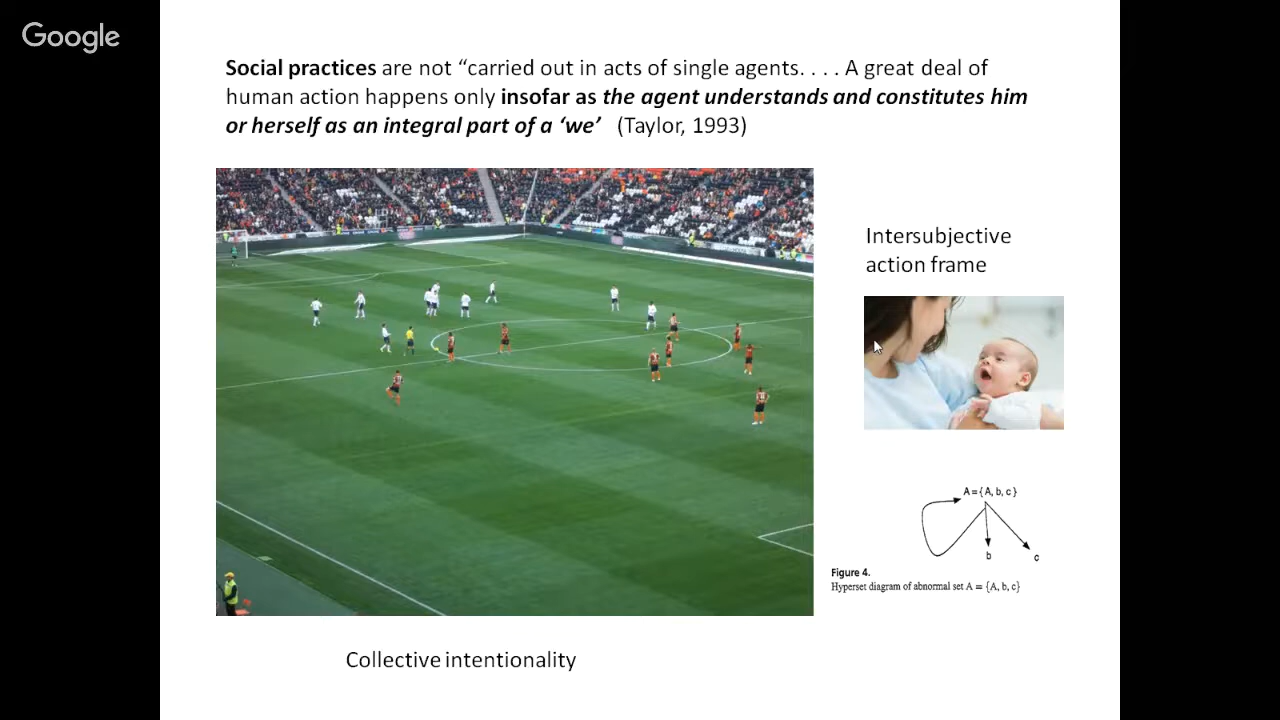 Google
Social practices are not “carried out in acts of single agents. . . . A great deal of
human action happens only insofar as the agent understands and constitutes him
or herself as an integral part of a ‘we’ (Taylor, 1993)
Intersubjective
action frame
A={A, b, c}
b
c
Figure 4.
Hyperset diagram of abnormal set A = {A, b, c}
Collective intentionality